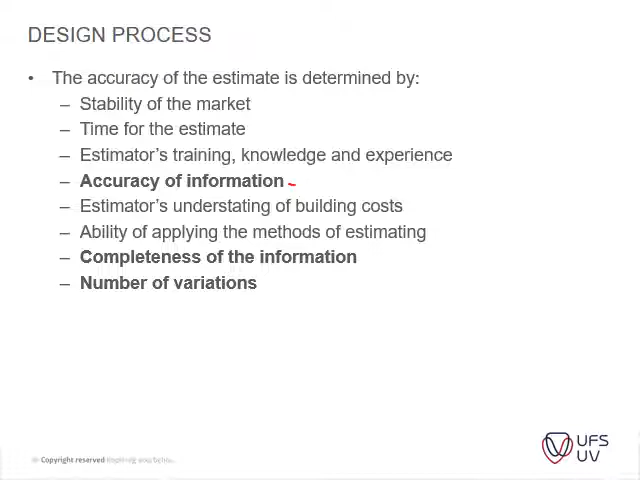 DESIGN PROCESS
• The accuracy of the estimate is determined by:
– Stability of the market
– Time for the estimate
– Estimator's training, knowledge and experience
– Accuracy of information
– Estimator's understating of building costs
– Ability of applying the methods of estimating
– Completeness of the information
– Number of variations
Copyright reserved
UFS
UV